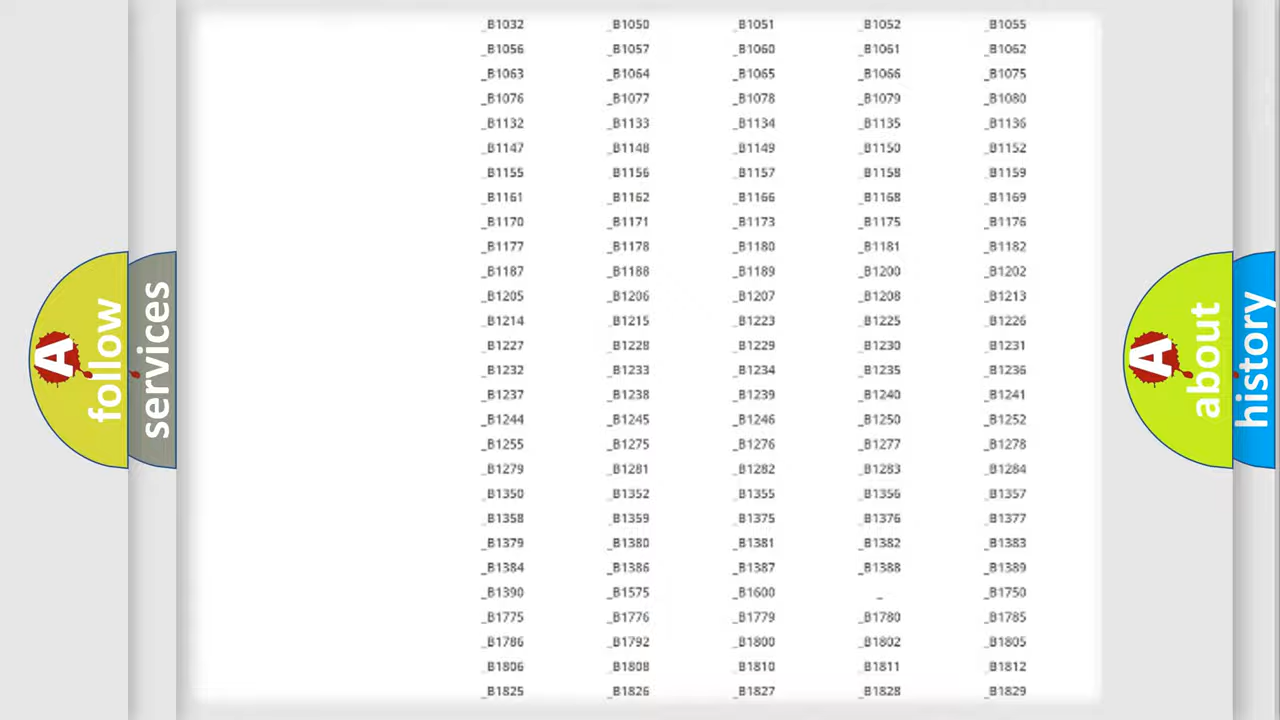 _B1032 _B1050 _B1051 _B1052 _B1055
_B1056 _B1057 _B1060 _B1061 _B1062
_B1063 _B1064 _B1065 _B1066 _B1075
_B1076 _B1077 _B1078 _B1079 _B1080
_B1132 _B1133 _B1134 _B1135 _B1136
_B1147 _B1148 _B1149 _B1150 _B1152
_B1155 _B1156 _B1157 _B1158 _B1159
_B1161 _B1162 _B1166 _B1168 _B1169
_B1170 _B1171 _B1173 _B1175 _B1176
_B1177 _B1178 _B1180 _B1181 _B1182
_B1187 _B1188 _B1189 _B1200 _B1202
_B1205 _B1206 _B1207 _B1208 _B1213
_B1214 _B1215 _B1223 _B1225 _B1226
_B1227 _B1228 _B1229 _B1230 _B1231
_B1232 _B1233 _B1234 _B1235 _B1236
_B1237 _B1238 _B1239 _B1240 _B1241
_B1244 _B1245 _B1246 _B1250 _B1252
_B1255 _B1275 _B1276 _B1277 _B1278
_B1279 _B1281 _B1282 _B1283 _B1284
_B1350 _B1352 _B1355 _B1356 _B1357
_B1358 _B1359 _B1375 _B1376 _B1377
_B1379 _B1380 _B1381 _B1382 _B1383
_B1384 _B1386 _B1387 _B1388 _B1389
_B1390 _B1575 _B1600 _ _B1750
_B1775 _B1776 _B1779 _B1780 _B1785
_B1786 _B1792 _B1800 _B1802 _B1805
_B1806 _B1808 _B1810 _B1811 _B1812
_B1825 _B1826 _B1827 _B1828 _B1829
A
follow
services
A
about
history